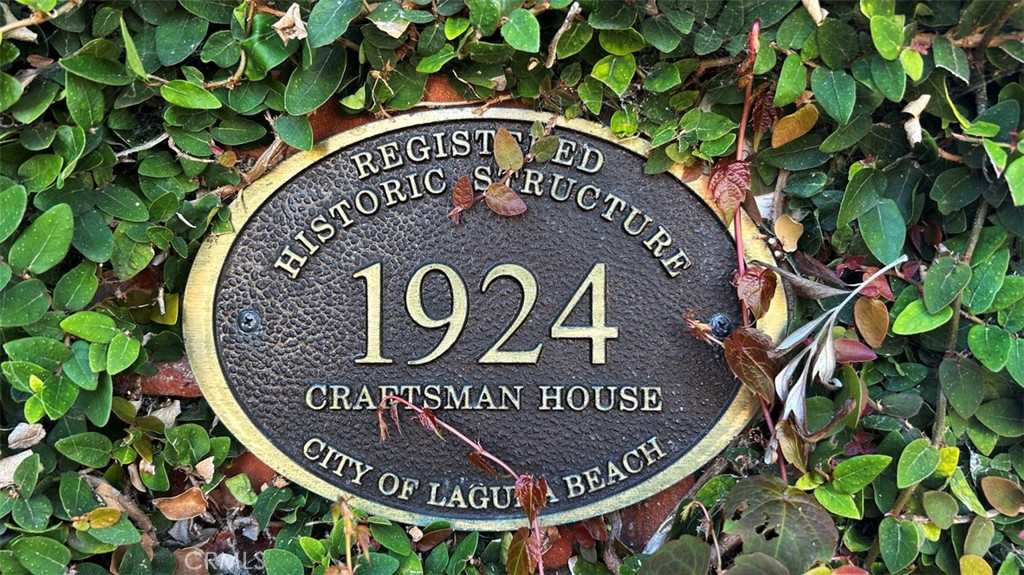 REGISTERED
HISTORIC STRUCTURE
1924
CRAFTSMAN HOUSE
CITY OF LAGUNA BEACH
CRMLS